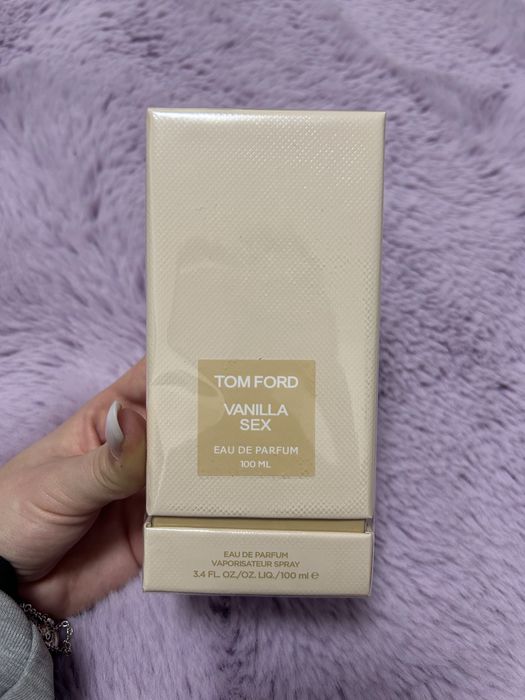 TOM FORD
VANILLA
SEX
EAU DE PARFUM
100 ML
EAU DE PARFUM
VAPORISATEUR SPRAY
3.4 FL. OZ./OZ. LIQ./100 ml ℮